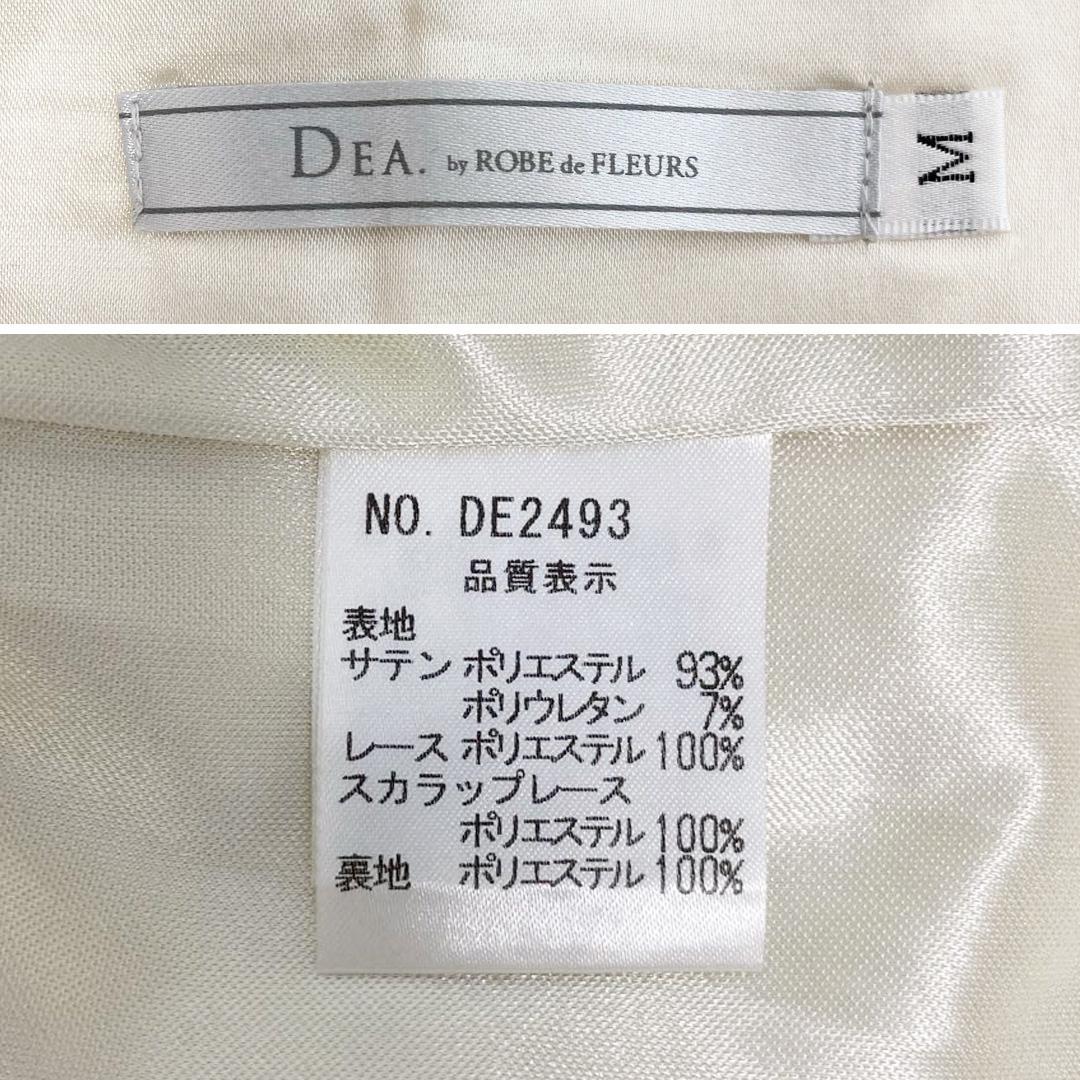 DEA. by ROBE de FLEURS
M
NO. DE2493
品質表示
表地
サテン ポリエステル 93%
ポリウレタン 7%
レース ポリエステル 100%
スカラップレース
ポリエステル 100%
裏地 ポリエステル 100%